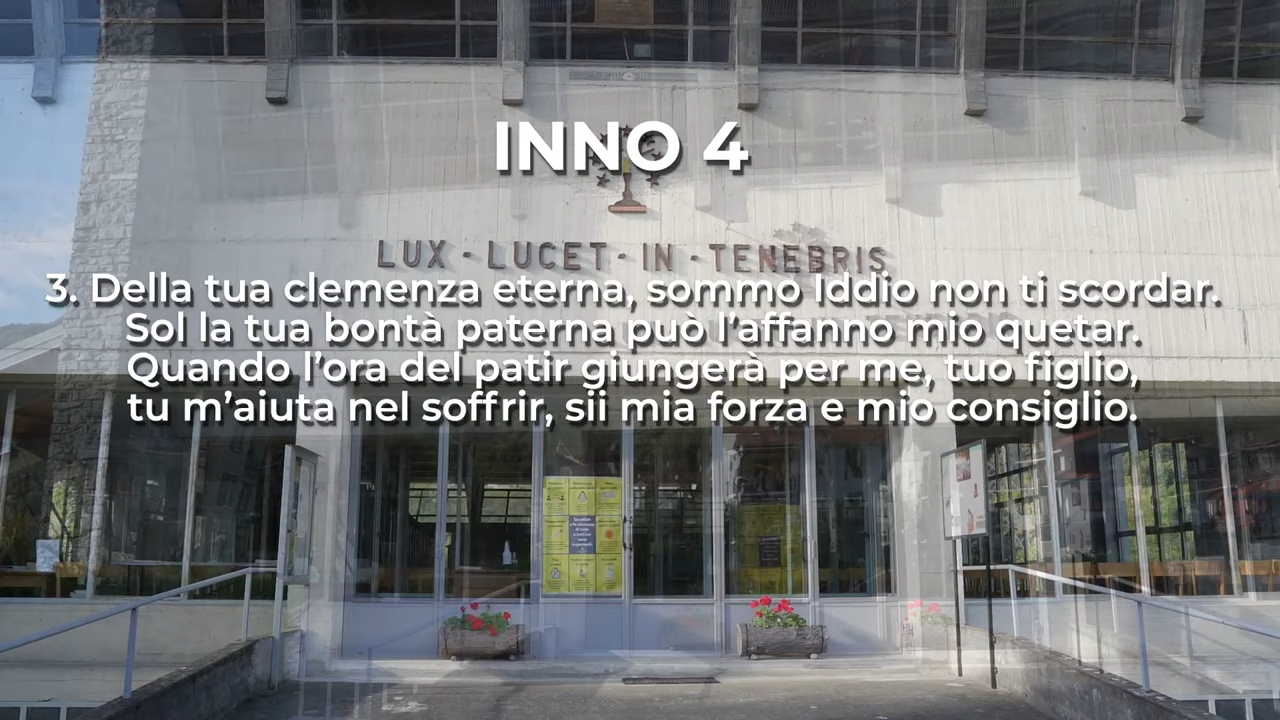 INNO 4
LUX · LUCET · IN · TENEBRIS
3. Della tua clemenza eterna, sommo Iddio non ti scordar.
Sol la tua bontà paterna può l’affanno mio quetar.
Quando l’ora del patir giungerà per me, tuo figlio,
tu m’aiuta nel soffrir, sii mia forza e mio consiglio.